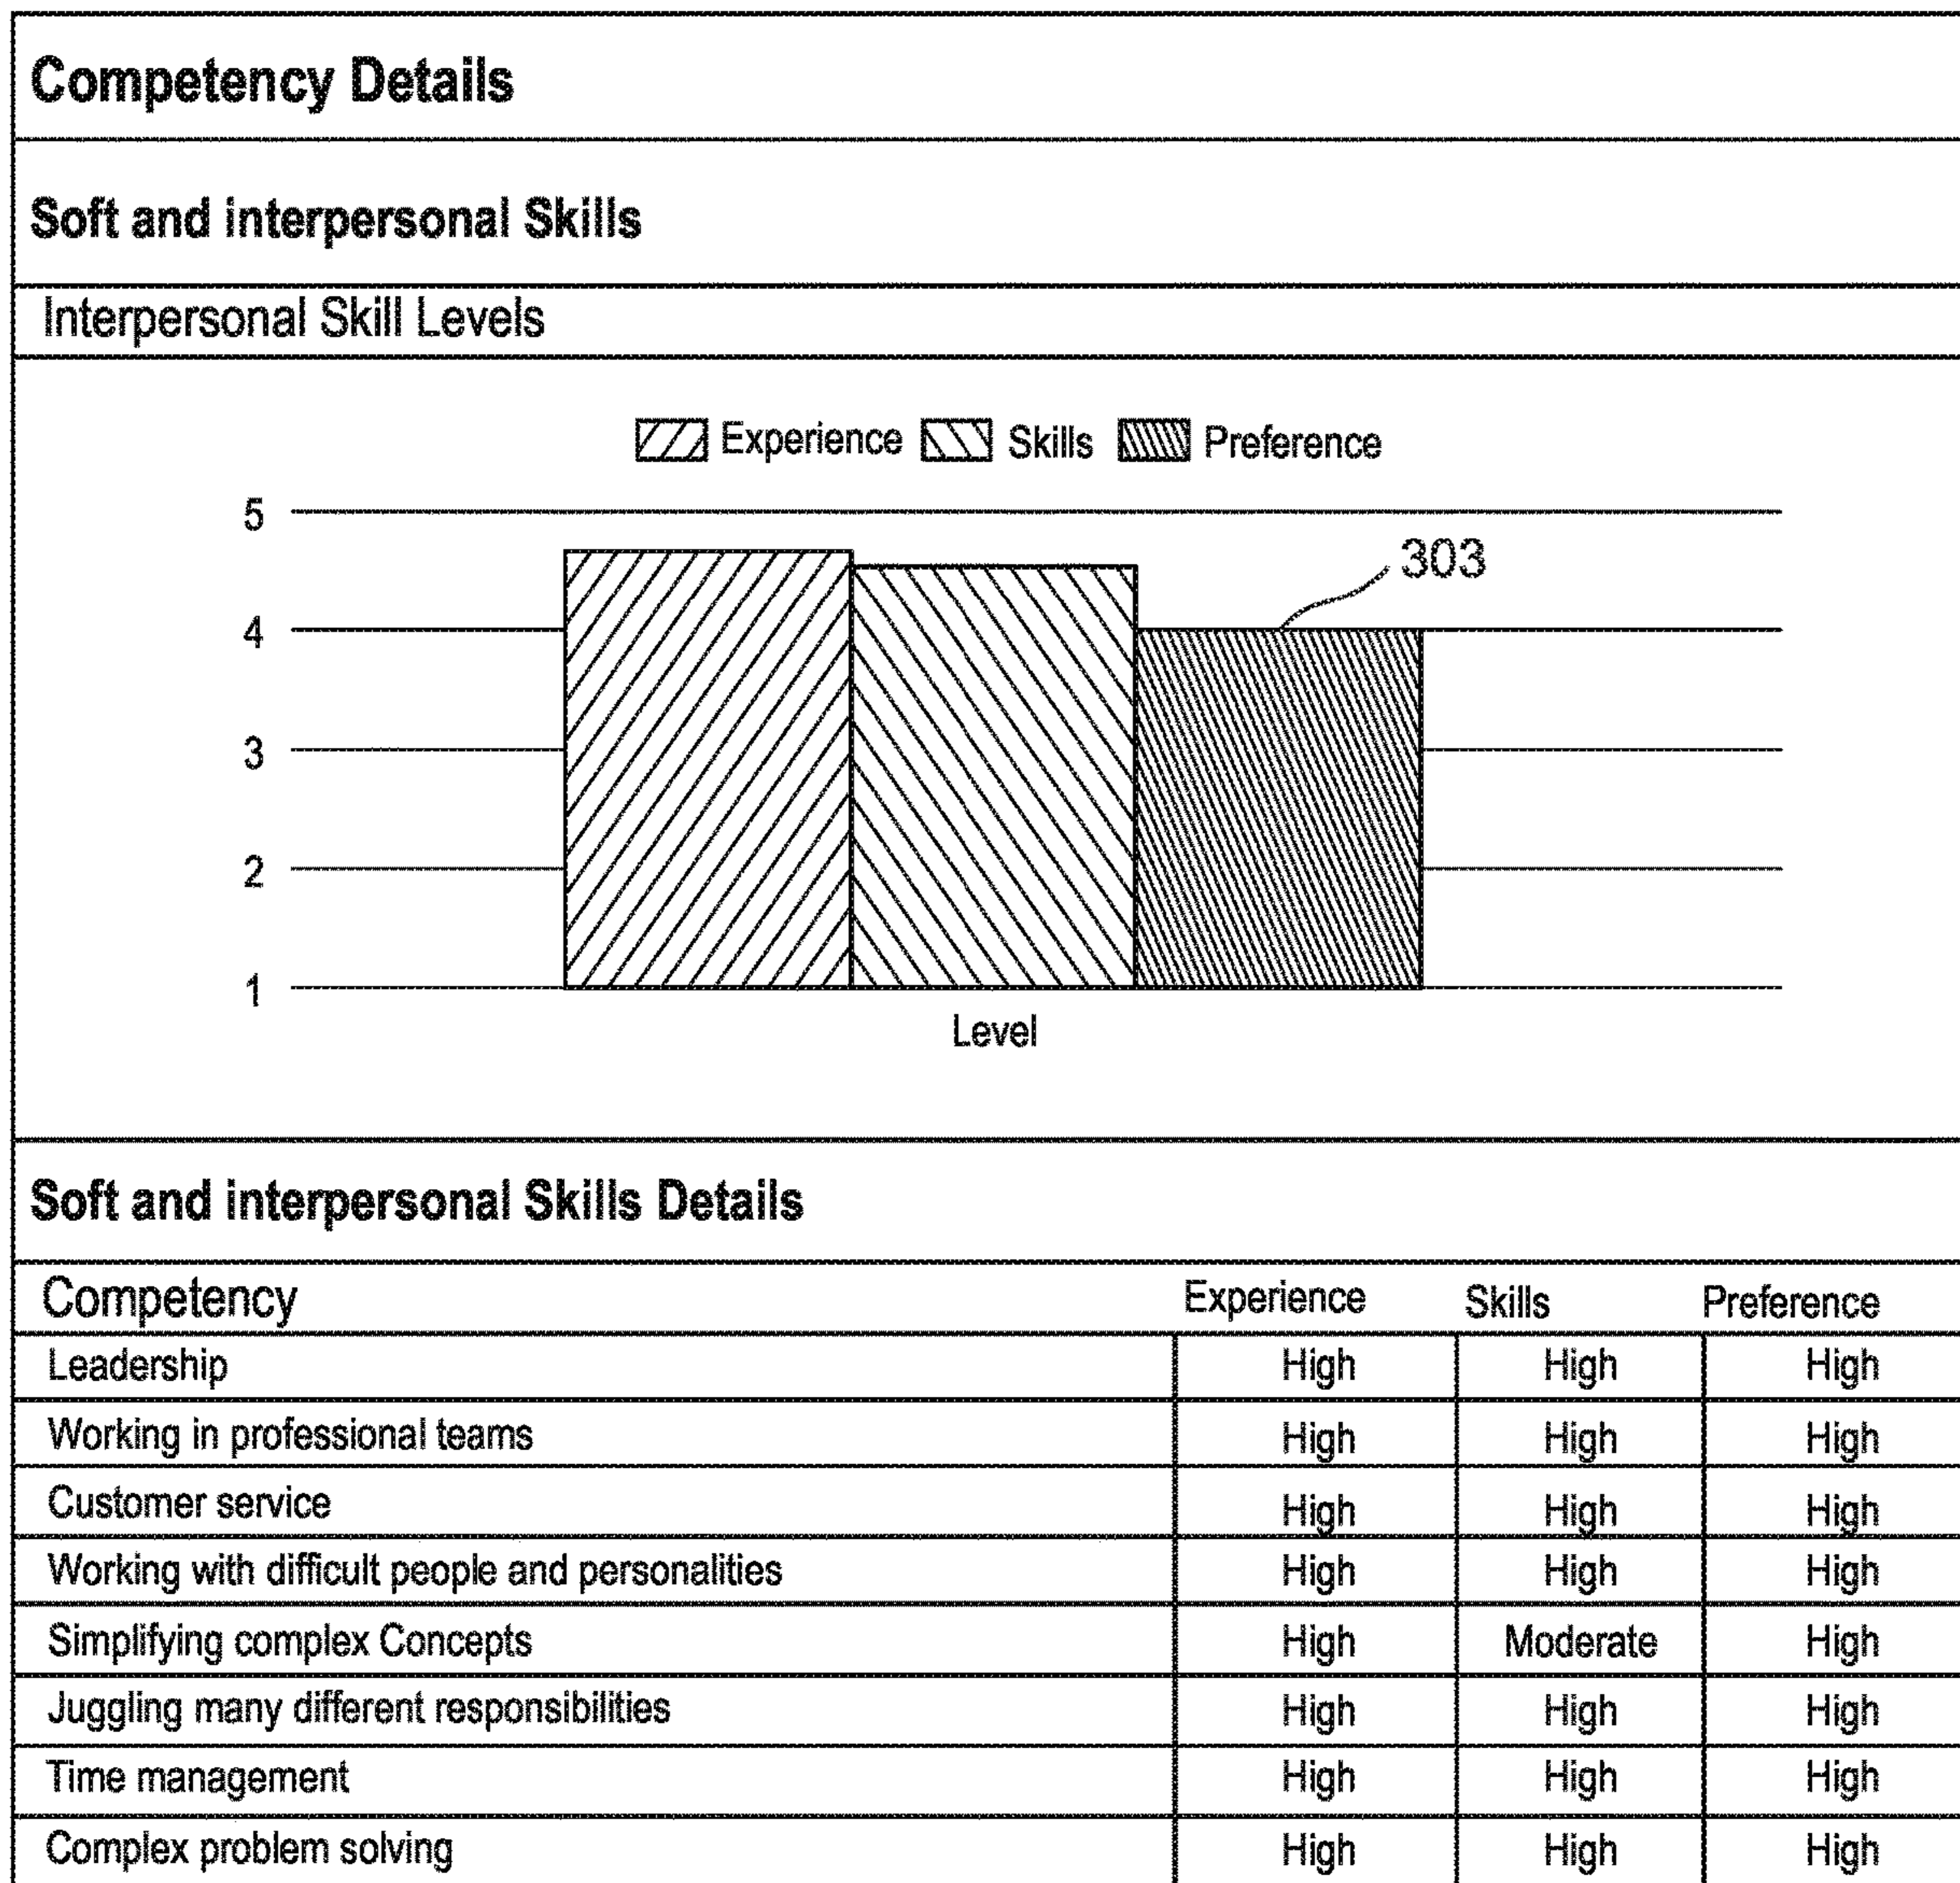 Competency Details
Soft and interpersonal Skills
Interpersonal Skill Levels
Experience Skills Preference
5
303
4
3
2
1
Level
Soft and interpersonal Skills Details
Competency Experience Skills Preference
Leadership High High High
Working in professional teams High High High
Customer service High High High
Working with difficult people and personalities High High High
Simplifying complex Concepts High Moderate High
Juggling many different responsibilities High High High
Time management High High High
Complex problem solving High High High